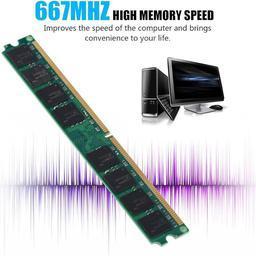 667MHZ HIGH MEMORY SPEED
Improves the speed of the computer and brings
convenience to your life.